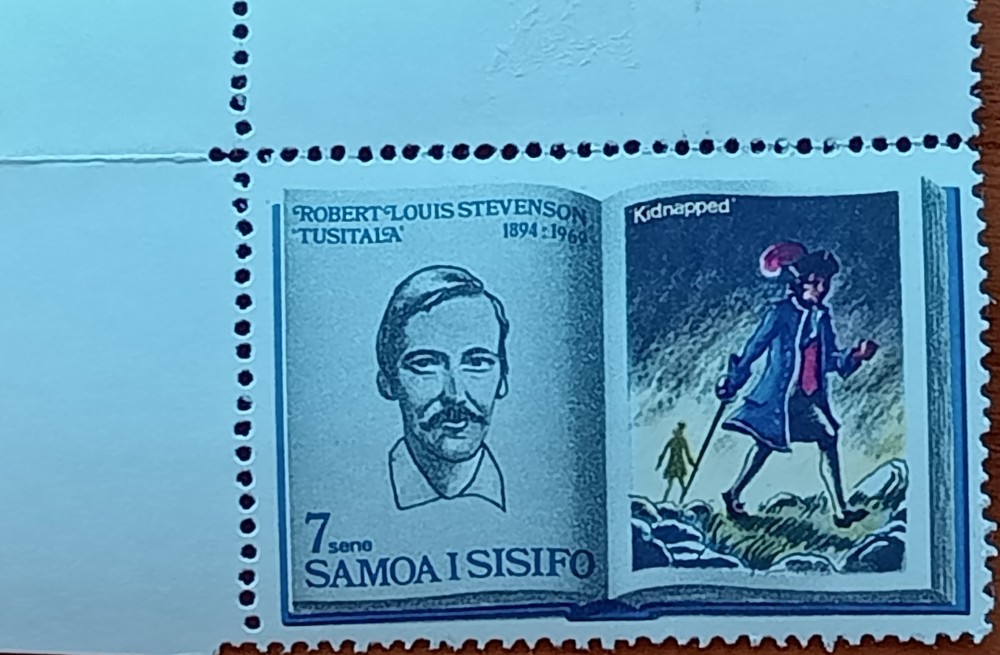 ROBERT LOUIS STEVENSON
'TUSITALA'
1894:1969
'Kidnapped'
7 sene
SAMOA I SISIFO